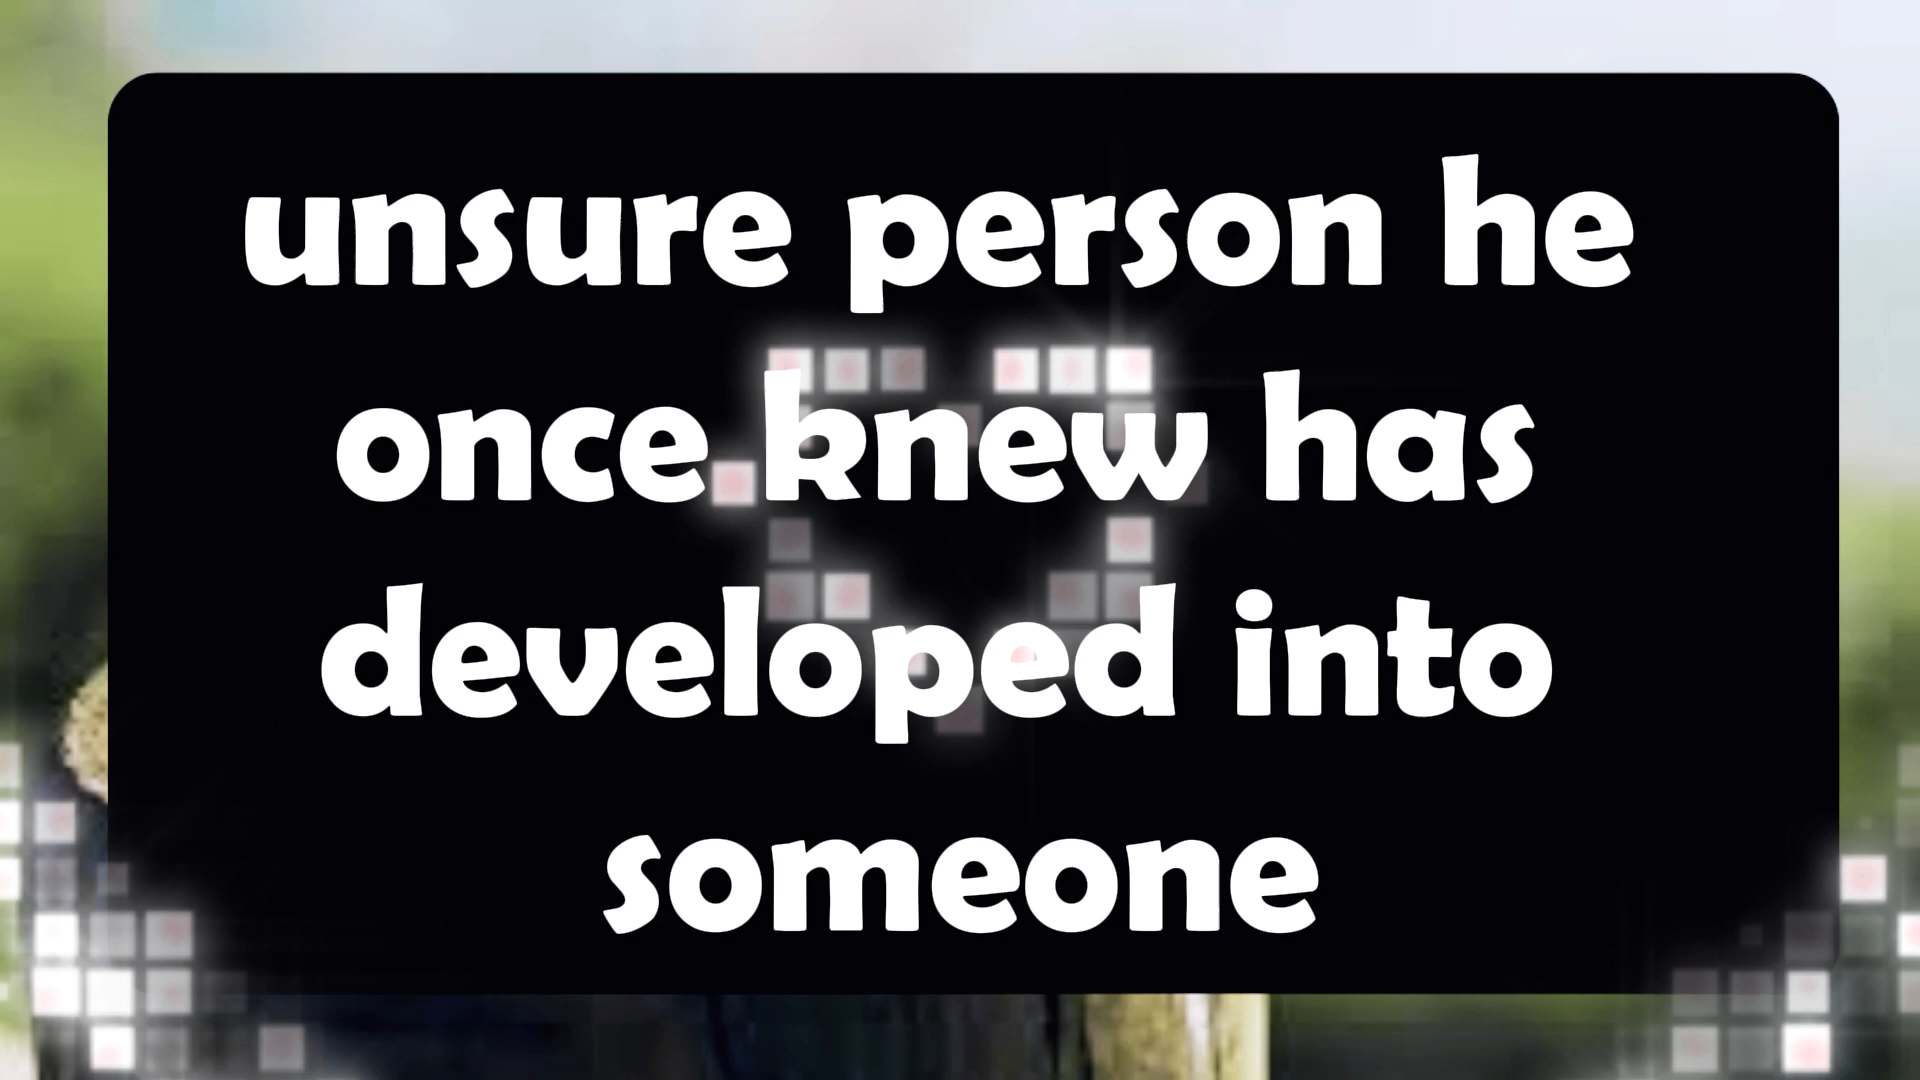 unsure person he
once knew has
developed into
someone